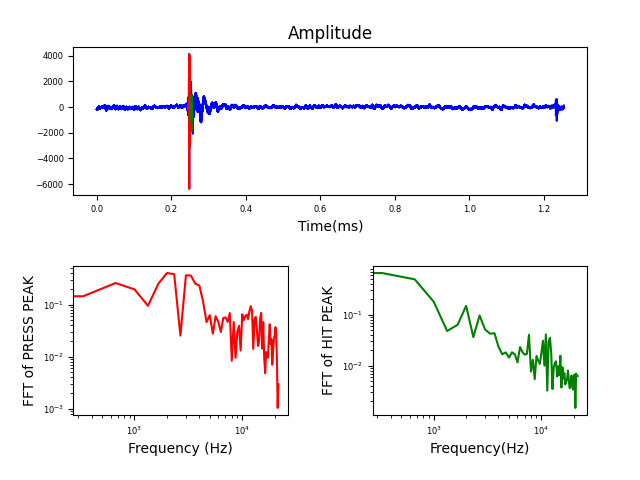 Amplitude
4000
2000
0
−2000
−4000
−6000
0.0 0.2 0.4 0.6 0.8 1.0 1.2
Time(ms)
FFT of PRESS PEAK
10⁻¹
10⁻²
10⁻³
10³ 10⁴
Frequency (Hz)
FFT of HIT PEAK
10⁻¹
10⁻²
10³ 10⁴
Frequency(Hz)